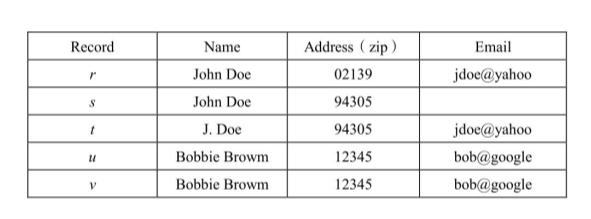 Record Name Address（zip） Email
r John Doe 02139 jdoe@yahoo
s John Doe 94305
t J. Doe 94305 jdoe@yahoo
u Bobbie Browm 12345 bob@google
v Bobbie Browm 12345 bob@google